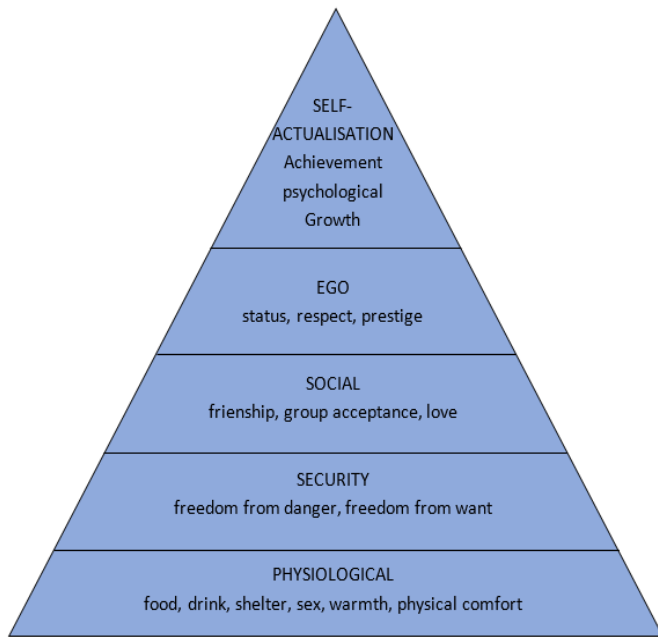 SELF-
ACTUALISATION
Achievement
psychological
Growth
EGO
status, respect, prestige
SOCIAL
frienship, group acceptance, love
SECURITY
freedom from danger, freedom from want
PHYSIOLOGICAL
food, drink, shelter, sex, warmth, physical comfort